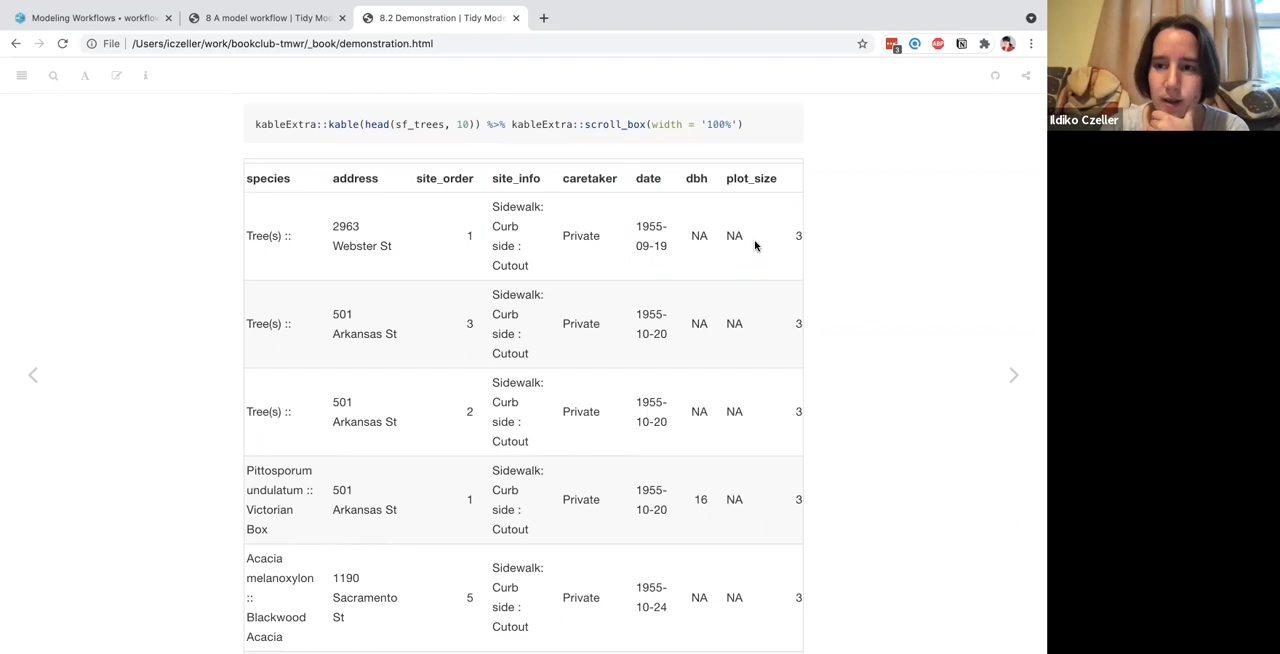 Modeling Workflows • workflow
8 A model workflow | Tidy Mod
8.2 Demonstration | Tidy Mode
File /Users/iczeller/work/bookclub-tmwr/_book/demonstration.html
3
ABP
Ildiko Czeller
kableExtra::kable(head(sf_trees, 10)) %>% kableExtra::scroll_box(width = '100%')
species address site_order site_info caretaker date dbh plot_size
Tree(s) :: 2963 Webster St 1 Sidewalk: Curb side : Cutout Private 1955-09-19 NA NA 3
Tree(s) :: 501 Arkansas St 3 Sidewalk: Curb side : Cutout Private 1955-10-20 NA NA 3
Tree(s) :: 501 Arkansas St 2 Sidewalk: Curb side : Cutout Private 1955-10-20 NA NA 3
Pittosporum undulatum :: Victorian Box 501 Arkansas St 1 Sidewalk: Curb side : Cutout Private 1955-10-20 16 NA 3
Acacia melanoxylon :: Blackwood Acacia 1190 Sacramento St 5 Sidewalk: Curb side : Cutout Private 1955-10-24 NA NA 3